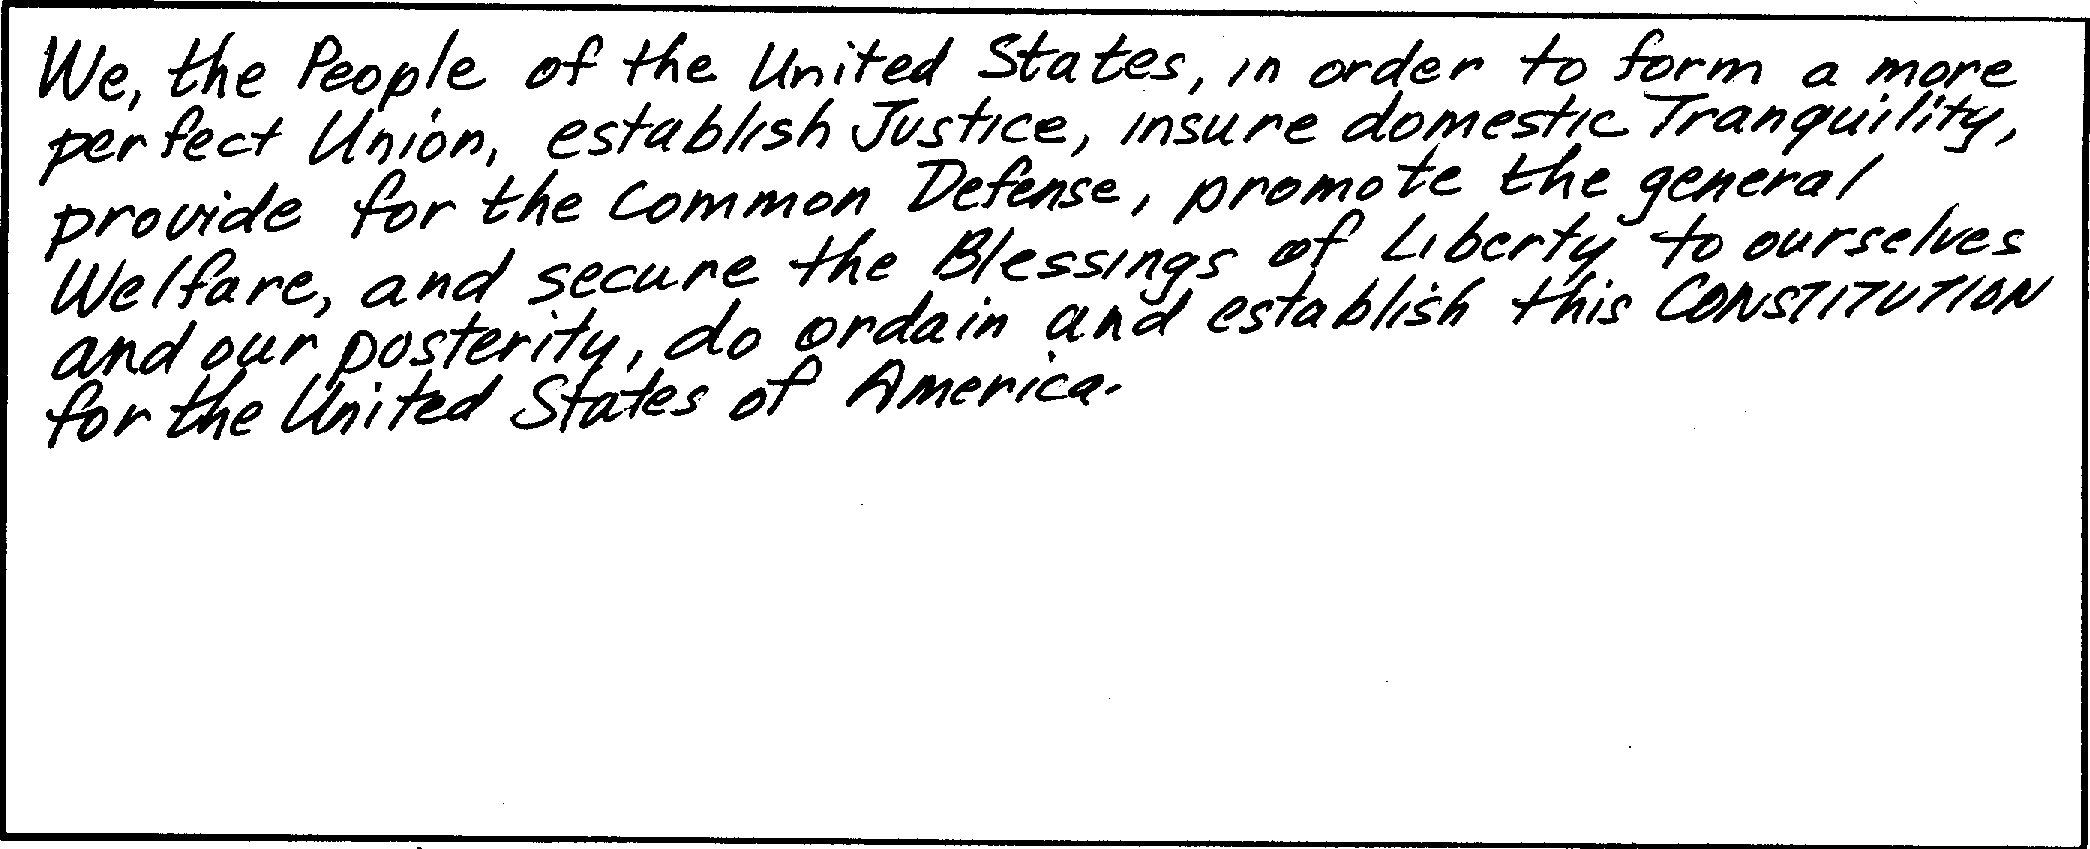 We, the People of the United States, in order to form a more
perfect Union, establish Justice, insure domestic Tranquility,
provide for the Common Defense, promote the general
Welfare, and secure the Blessings of Liberty to ourselves
and our posterity, do ordain and establish this CONSTITUTION
for the United States of America.